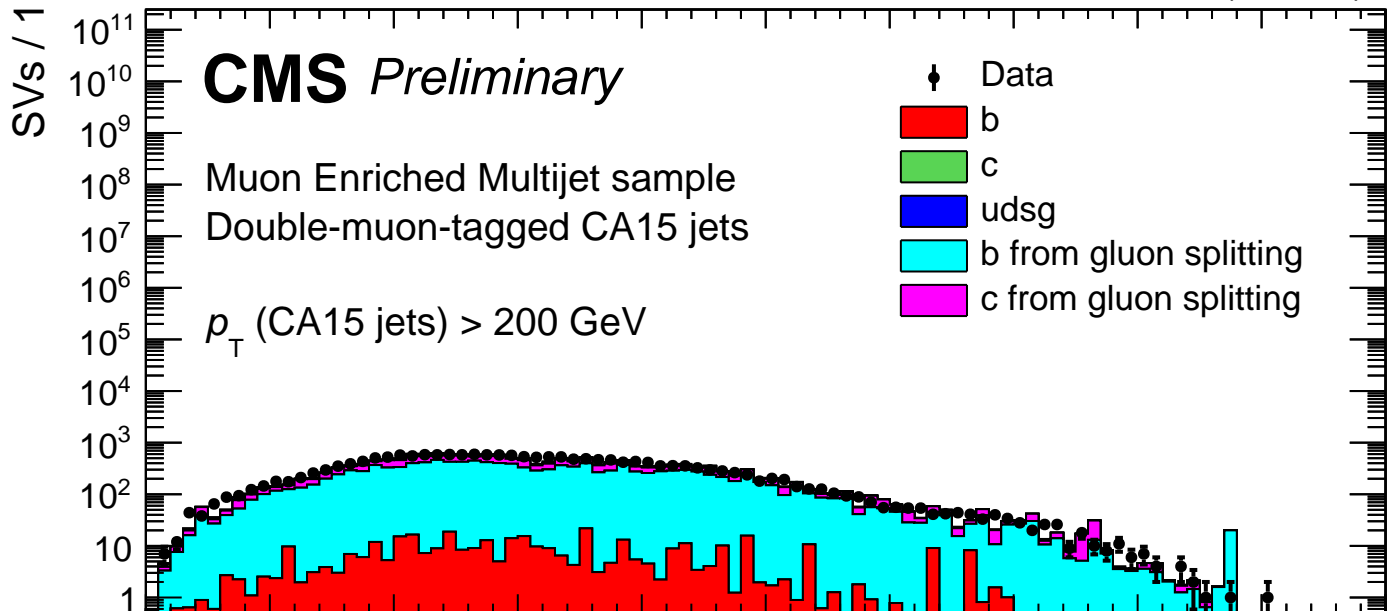 SVs / 1
10¹¹
10¹⁰
10⁹
10⁸
10⁷
10⁶
10⁵
10⁴
10³
10²
10
1
CMS Preliminary
Muon Enriched Multijet sample
Double-muon-tagged CA15 jets
p_T (CA15 jets) > 200 GeV
Data
b
c
udsg
b from gluon splitting
c from gluon splitting